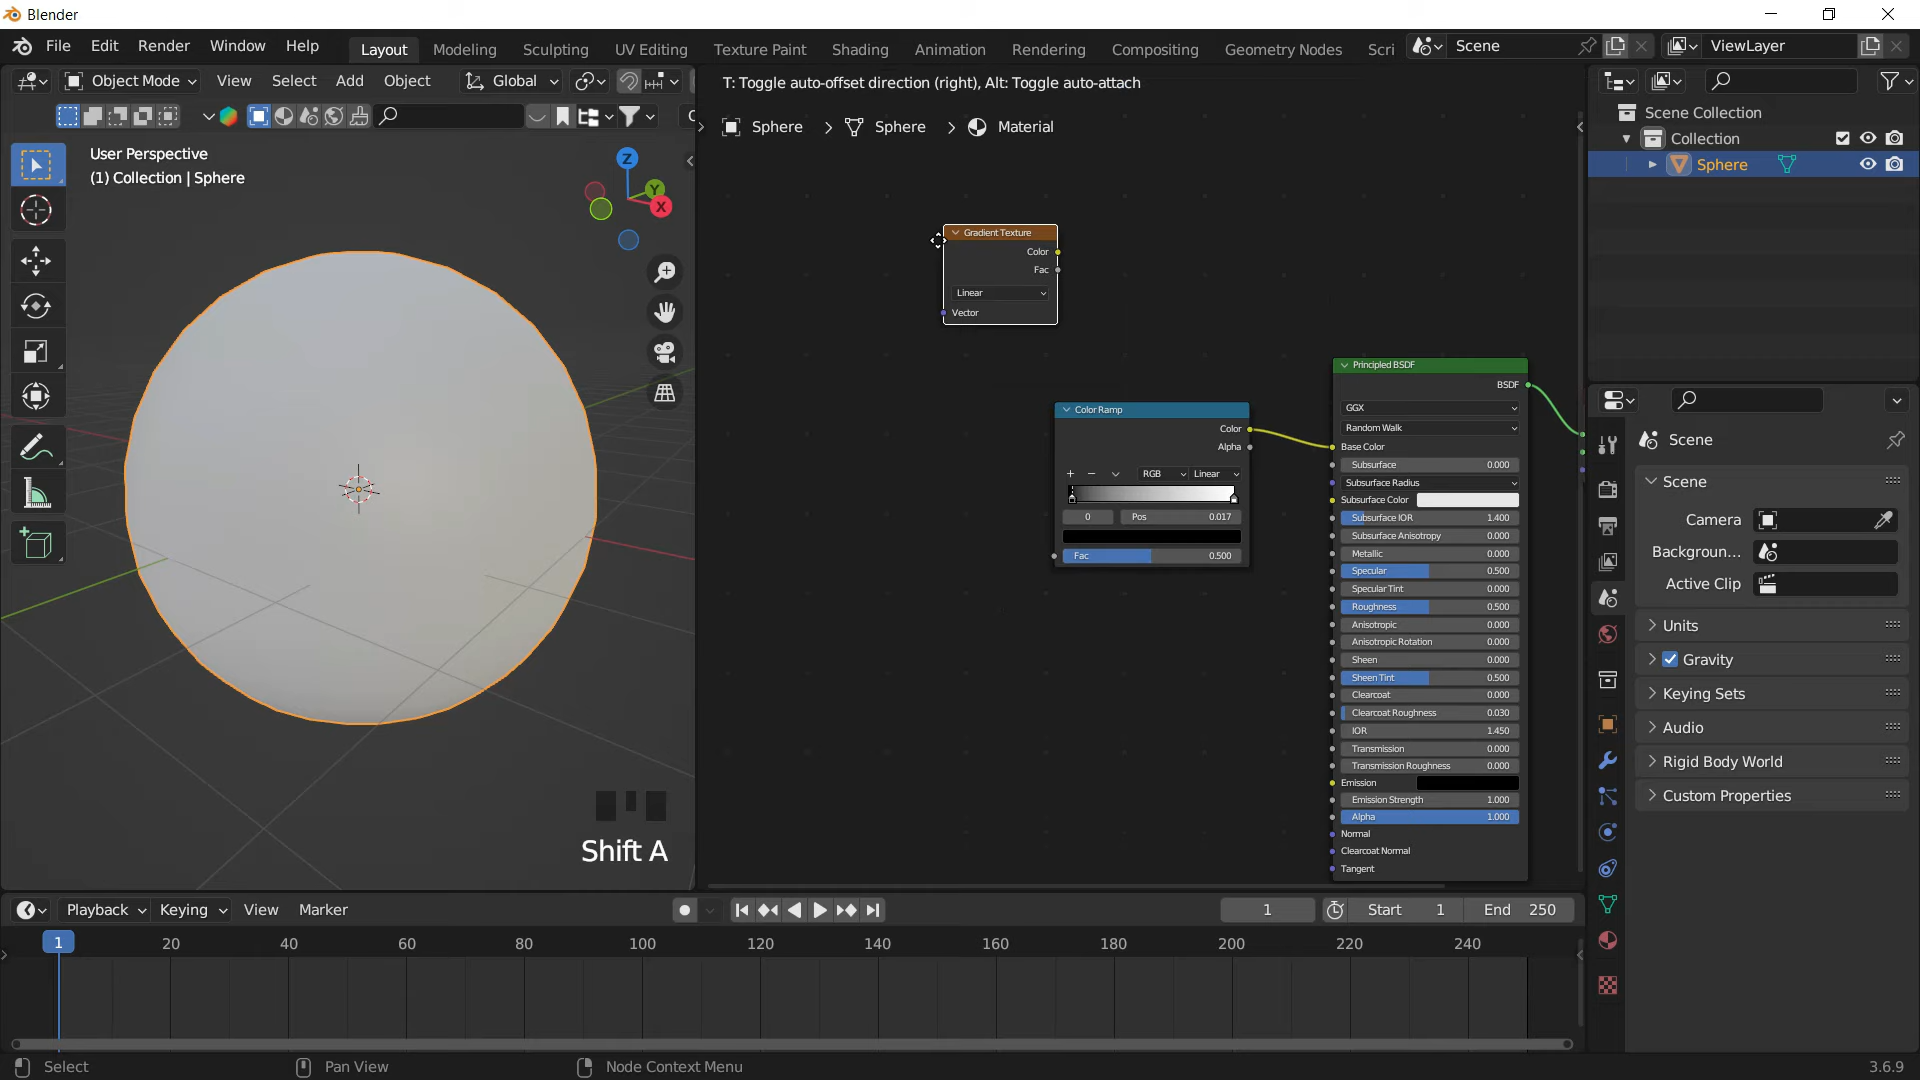 Blender
File Edit Render Window Help
Layout Modeling Sculpting UV Editing Texture Paint Shading Animation Rendering Compositing Geometry Nodes Scri
Scene
ViewLayer
Object Mode View Select Add Object Global
T: Toggle auto-offset direction (right), Alt: Toggle auto-attach
Sphere Sphere Material
User Perspective
(1) Collection | Sphere
Z
Y
X
Shift A
Gradient Texture
Color
Fac
Linear
Vector
Color Ramp
Color
Alpha
+ − RGB Linear
0 Pos 0.017
Fac 0.500
Principled BSDF
BSDF
GGX
Random Walk
Base Color
Subsurface 0.000
Subsurface Radius
Subsurface Color
Subsurface IOR 1.400
Subsurface Anisotropy 0.000
Metallic 0.000
Specular 0.500
Specular Tint 0.000
Roughness 0.500
Anisotropic 0.000
Anisotropic Rotation 0.000
Sheen 0.000
Sheen Tint 0.500
Clearcoat 0.000
Clearcoat Roughness 0.030
IOR 1.450
Transmission 0.000
Transmission Roughness 0.000
Emission
Emission Strength 1.000
Alpha 1.000
Normal
Clearcoat Normal
Tangent
Scene Collection
Collection
Sphere
Scene
Scene
Camera
Backgroun...
Active Clip
Units
Gravity
Keying Sets
Audio
Rigid Body World
Custom Properties
Playback Keying View Marker
1 Start 1 End 250
1 20 40 60 80 100 120 140 160 180 200 220 240
Select Pan View Node Context Menu 3.6.9